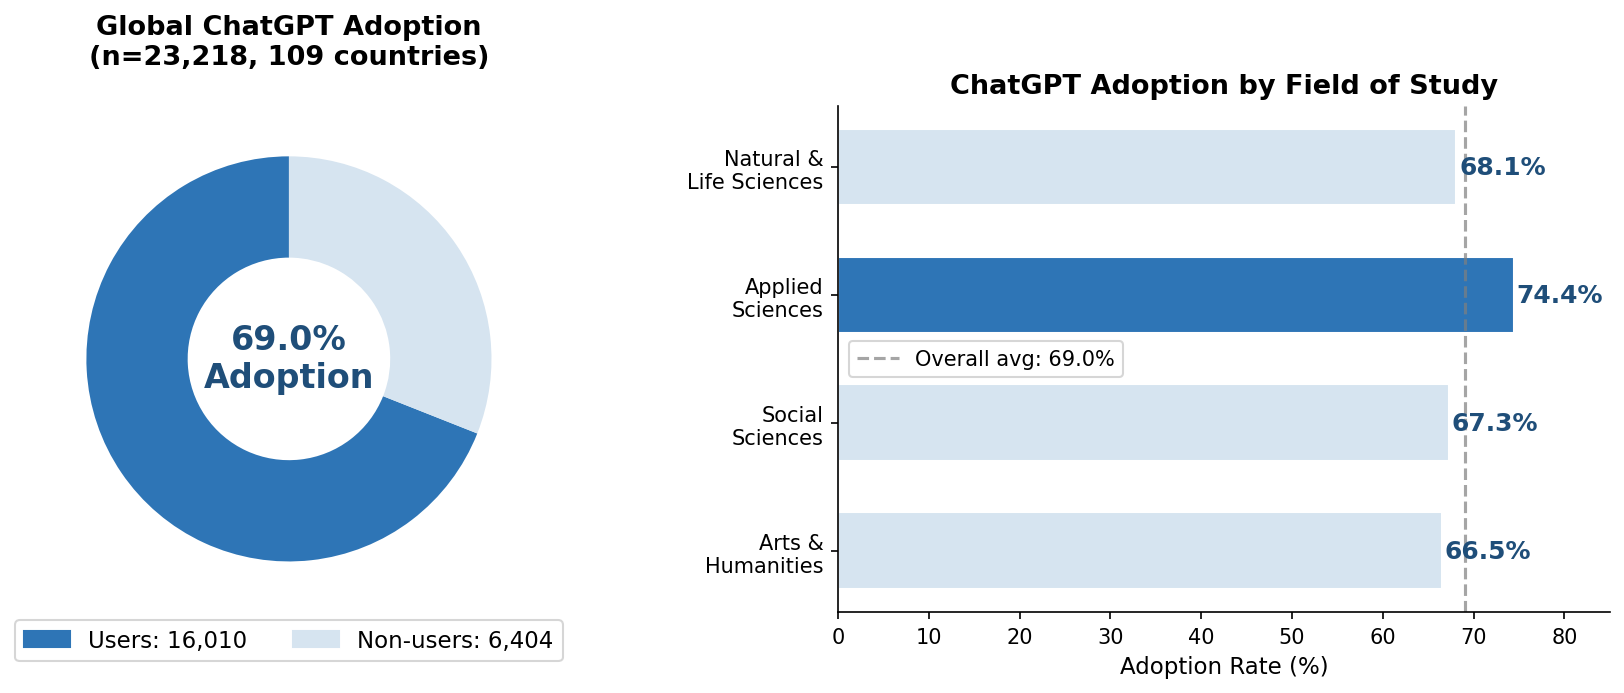 Global ChatGPT Adoption
(n=23,218, 109 countries)
69.0%
Adoption
Users: 16,010
Non-users: 6,404
ChatGPT Adoption by Field of Study
Natural &
Life Sciences
68.1%
Applied
Sciences
74.4%
Overall avg: 69.0%
Social
Sciences
67.3%
Arts &
Humanities
66.5%
0 10 20 30 40 50 60 70 80
Adoption Rate (%)